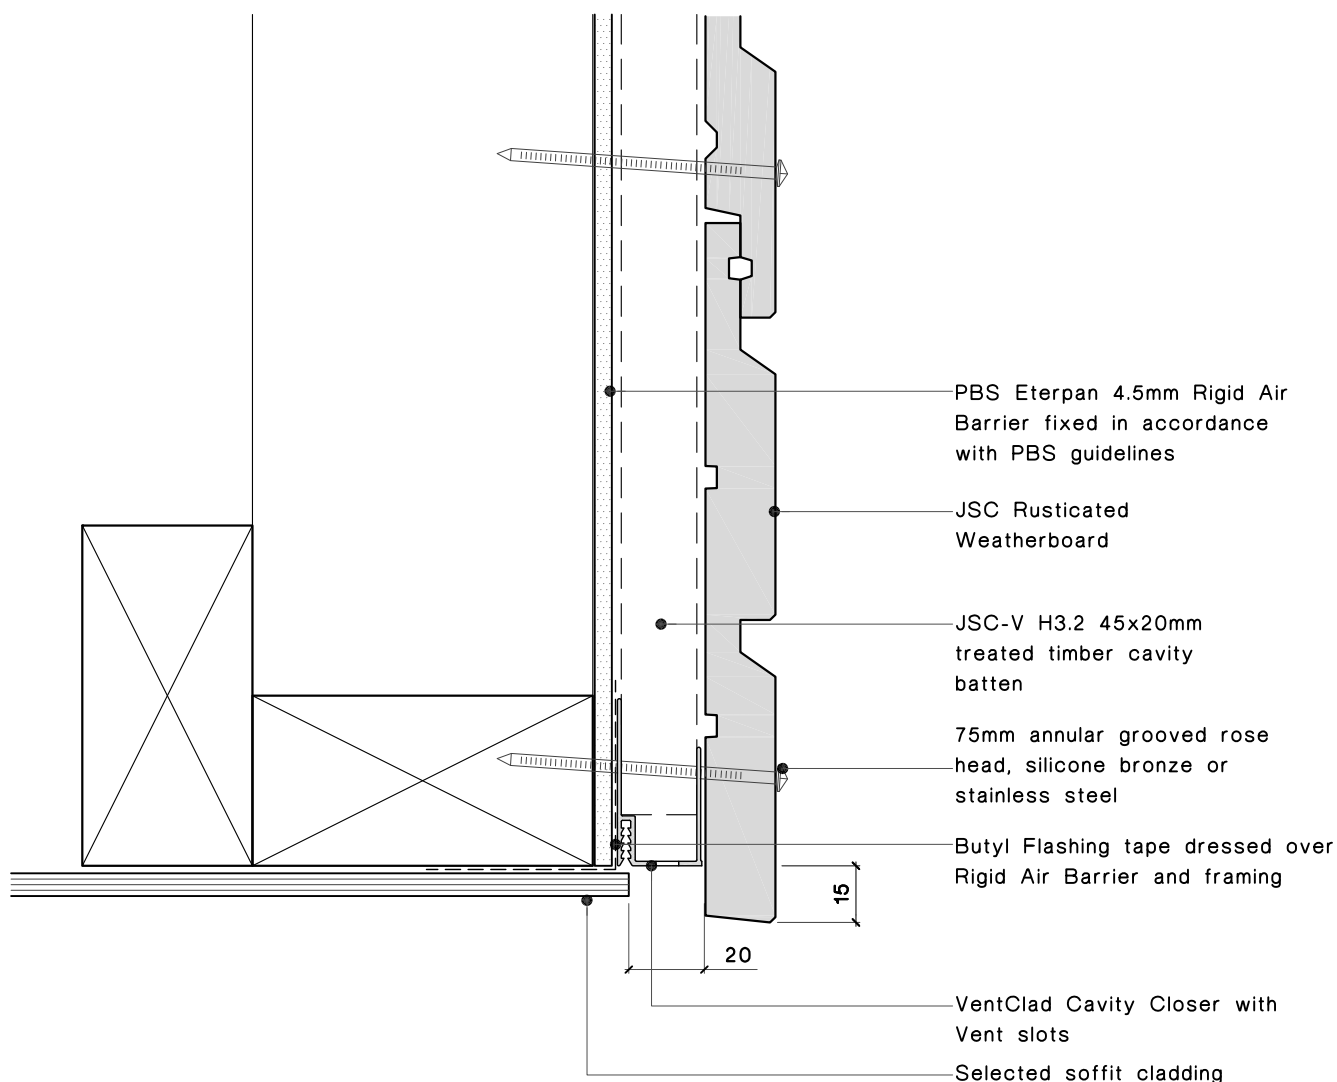 PBS Eterpan 4.5mm Rigid Air
Barrier fixed in accordance
with PBS guidelines
JSC Rusticated
Weatherboard
JSC-V H3.2 45x20mm
treated timber cavity
batten
75mm annular grooved rose
head, silicone bronze or
stainless steel
Butyl Flashing tape dressed over
Rigid Air Barrier and framing
15
20
VentClad Cavity Closer with
Vent slots
Selected soffit cladding